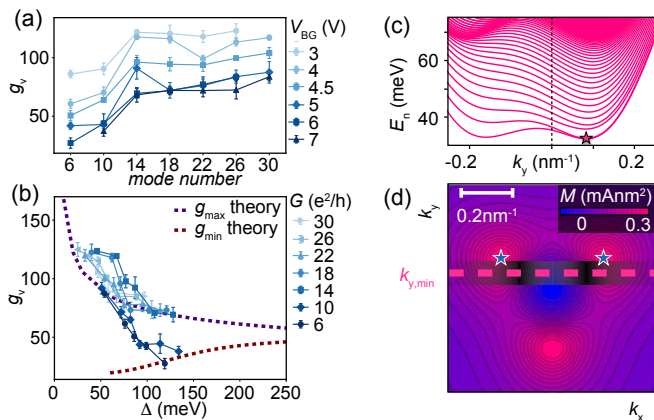 (a)
V_BG (V)
3
4
4.5
5
6
7
g_v
100
50
6 10 14 18 22 26 30
mode number
(b)
g_max theory
g_min theory
G (e²/h)
30
26
22
18
14
10
6
g_v
150
100
50
0
0 50 100 150 200 250
Δ (meV)
(c)
E_n (meV)
60
40
-0.2 0.0 0.2
k_y (nm⁻¹)
(d)
k_y
0.2nm⁻¹
M (mAnm²)
0 0.3
k_y,min
k_x